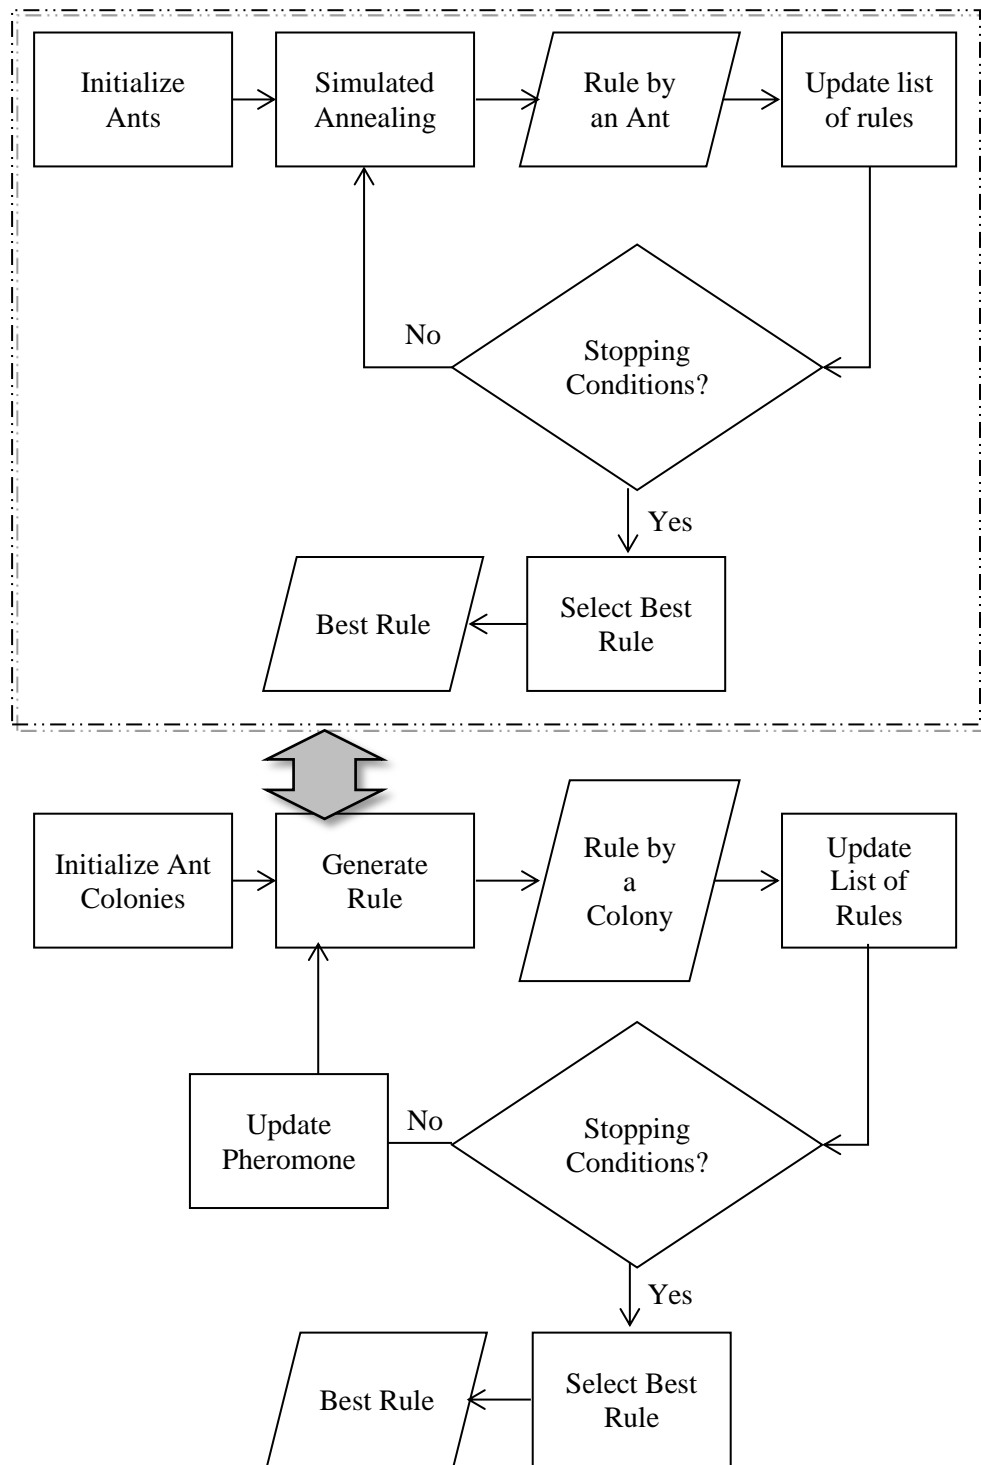 Initialize
Ants
Simulated
Annealing
Rule by
an Ant
Update list
of rules
No
Stopping
Conditions?
Yes
Best Rule
Select Best
Rule
Initialize Ant
Colonies
Generate
Rule
Rule by
a
Colony
Update
List of
Rules
Update
Pheromone
No
Stopping
Conditions?
Yes
Best Rule
Select Best
Rule